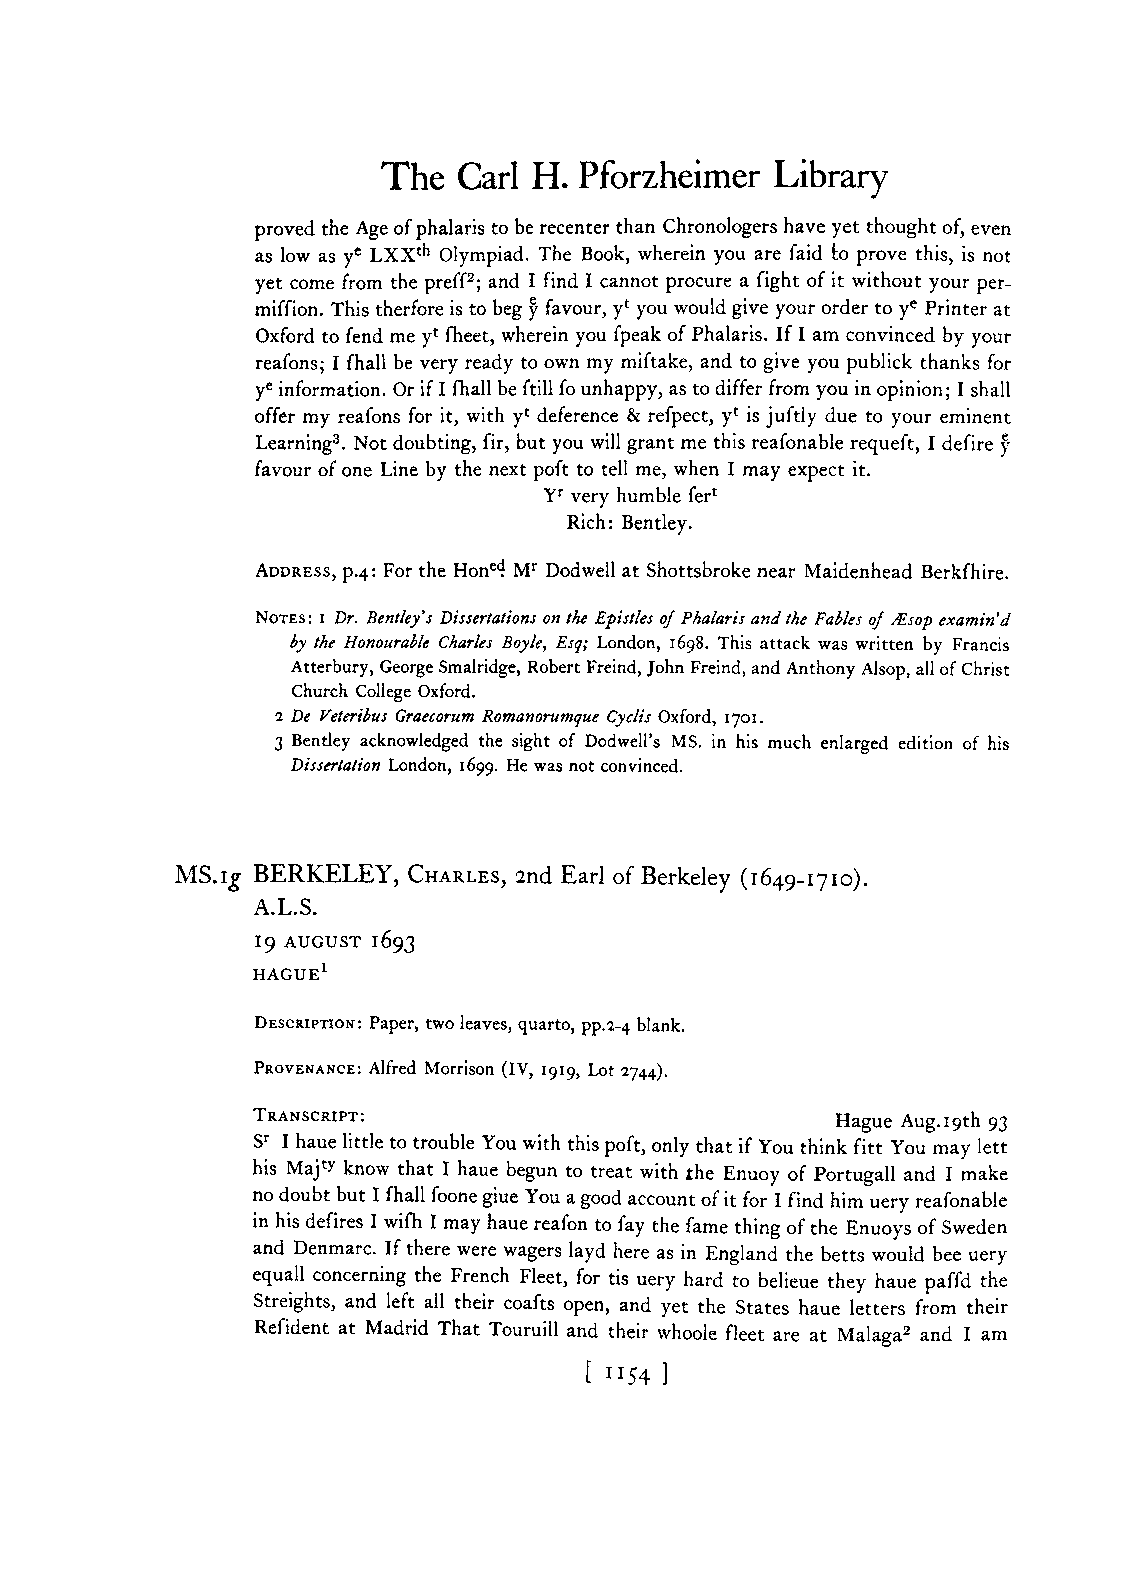 The Carl H. Pforzheimer Library
proved the Age of phalaris to be recenter than Chronologers have yet thought of, even
as low as yᵉ LXXᵗʰ Olympiad. The Book, wherein you are ſaid to prove this, is not
yet come from the preſſ²; and I find I cannot procure a ſight of it without your per-
miſſion. This therfore is to beg yͤ favour, yᵗ you would give your order to yᵉ Printer at
Oxford to ſend me yᵗ ſheet, wherein you ſpeak of Phalaris. If I am convinced by your
reaſons; I ſhall be very ready to own my miſtake, and to give you publick thanks for
yᵉ information. Or if I ſhall be ſtill ſo unhappy, as to differ from you in opinion; I shall
offer my reaſons for it, with yᵗ deference & reſpect, yᵗ is juſtly due to your eminent
Learning³. Not doubting, ſir, but you will grant me this reaſonable requeſt, I deſire yͤ
favour of one Line by the next poſt to tell me, when I may expect it.
Yʳ very humble ſerᵗ
Rich: Bentley.
ADDRESS, p.4: For the Honᵉᵈ Mʳ Dodwell at Shottsbroke near Maidenhead Berkſhire.
NOTES: 1 Dr. Bentley's Dissertations on the Epistles of Phalaris and the Fables of Æsop examin'd
by the Honourable Charles Boyle, Esq; London, 1698. This attack was written by Francis
Atterbury, George Smalridge, Robert Freind, John Freind, and Anthony Alsop, all of Christ
Church College Oxford.
2 De Veteribus Graecorum Romanorumque Cyclis Oxford, 1701.
3 Bentley acknowledged the sight of Dodwell's MS. in his much enlarged edition of his
Dissertation London, 1699. He was not convinced.
MS.1g BERKELEY, CHARLES, 2nd Earl of Berkeley (1649-1710).
A.L.S.
19 AUGUST 1693
HAGUE¹
DESCRIPTION: Paper, two leaves, quarto, pp.2-4 blank.
PROVENANCE: Alfred Morrison (IV, 1919, Lot 2744).
TRANSCRIPT: Hague Aug.19th 93
Sʳ I haue little to trouble You with this poſt, only that if You think fitt You may lett
his Majᵗʸ know that I haue begun to treat with the Enuoy of Portugall and I make
no doubt but I ſhall ſoone giue You a good account of it for I find him uery reaſonable
in his deſires I wiſh I may haue reaſon to ſay the ſame thing of the Enuoys of Sweden
and Denmarc. If there were wagers layd here as in England the betts would bee uery
equall concerning the French Fleet, for tis uery hard to belieue they haue paſſd the
Streights, and left all their coaſts open, and yet the States haue letters from their
Reſident at Madrid That Touruill and their whoole fleet are at Malaga² and I am
[ 1154 ]